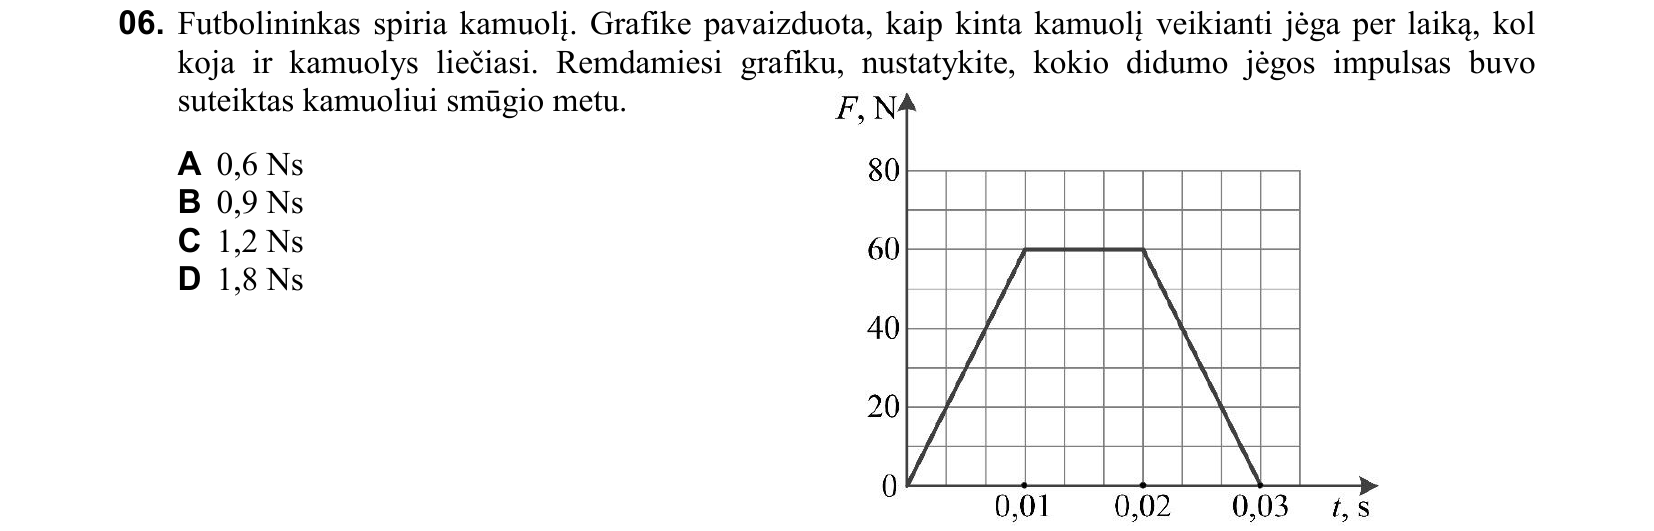 06. Futbolininkas spiria kamuolį. Grafike pavaizduota, kaip kinta kamuolį veikianti jėga per laiką, kol
koja ir kamuolys liečiasi. Remdamiesi grafiku, nustatykite, kokio didumo jėgos impulsas buvo
suteiktas kamuoliui smūgio metu.
A 0,6 Ns
B 0,9 Ns
C 1,2 Ns
D 1,8 Ns
F, N
80
60
40
20
0
0,01 0,02 0,03 t, s